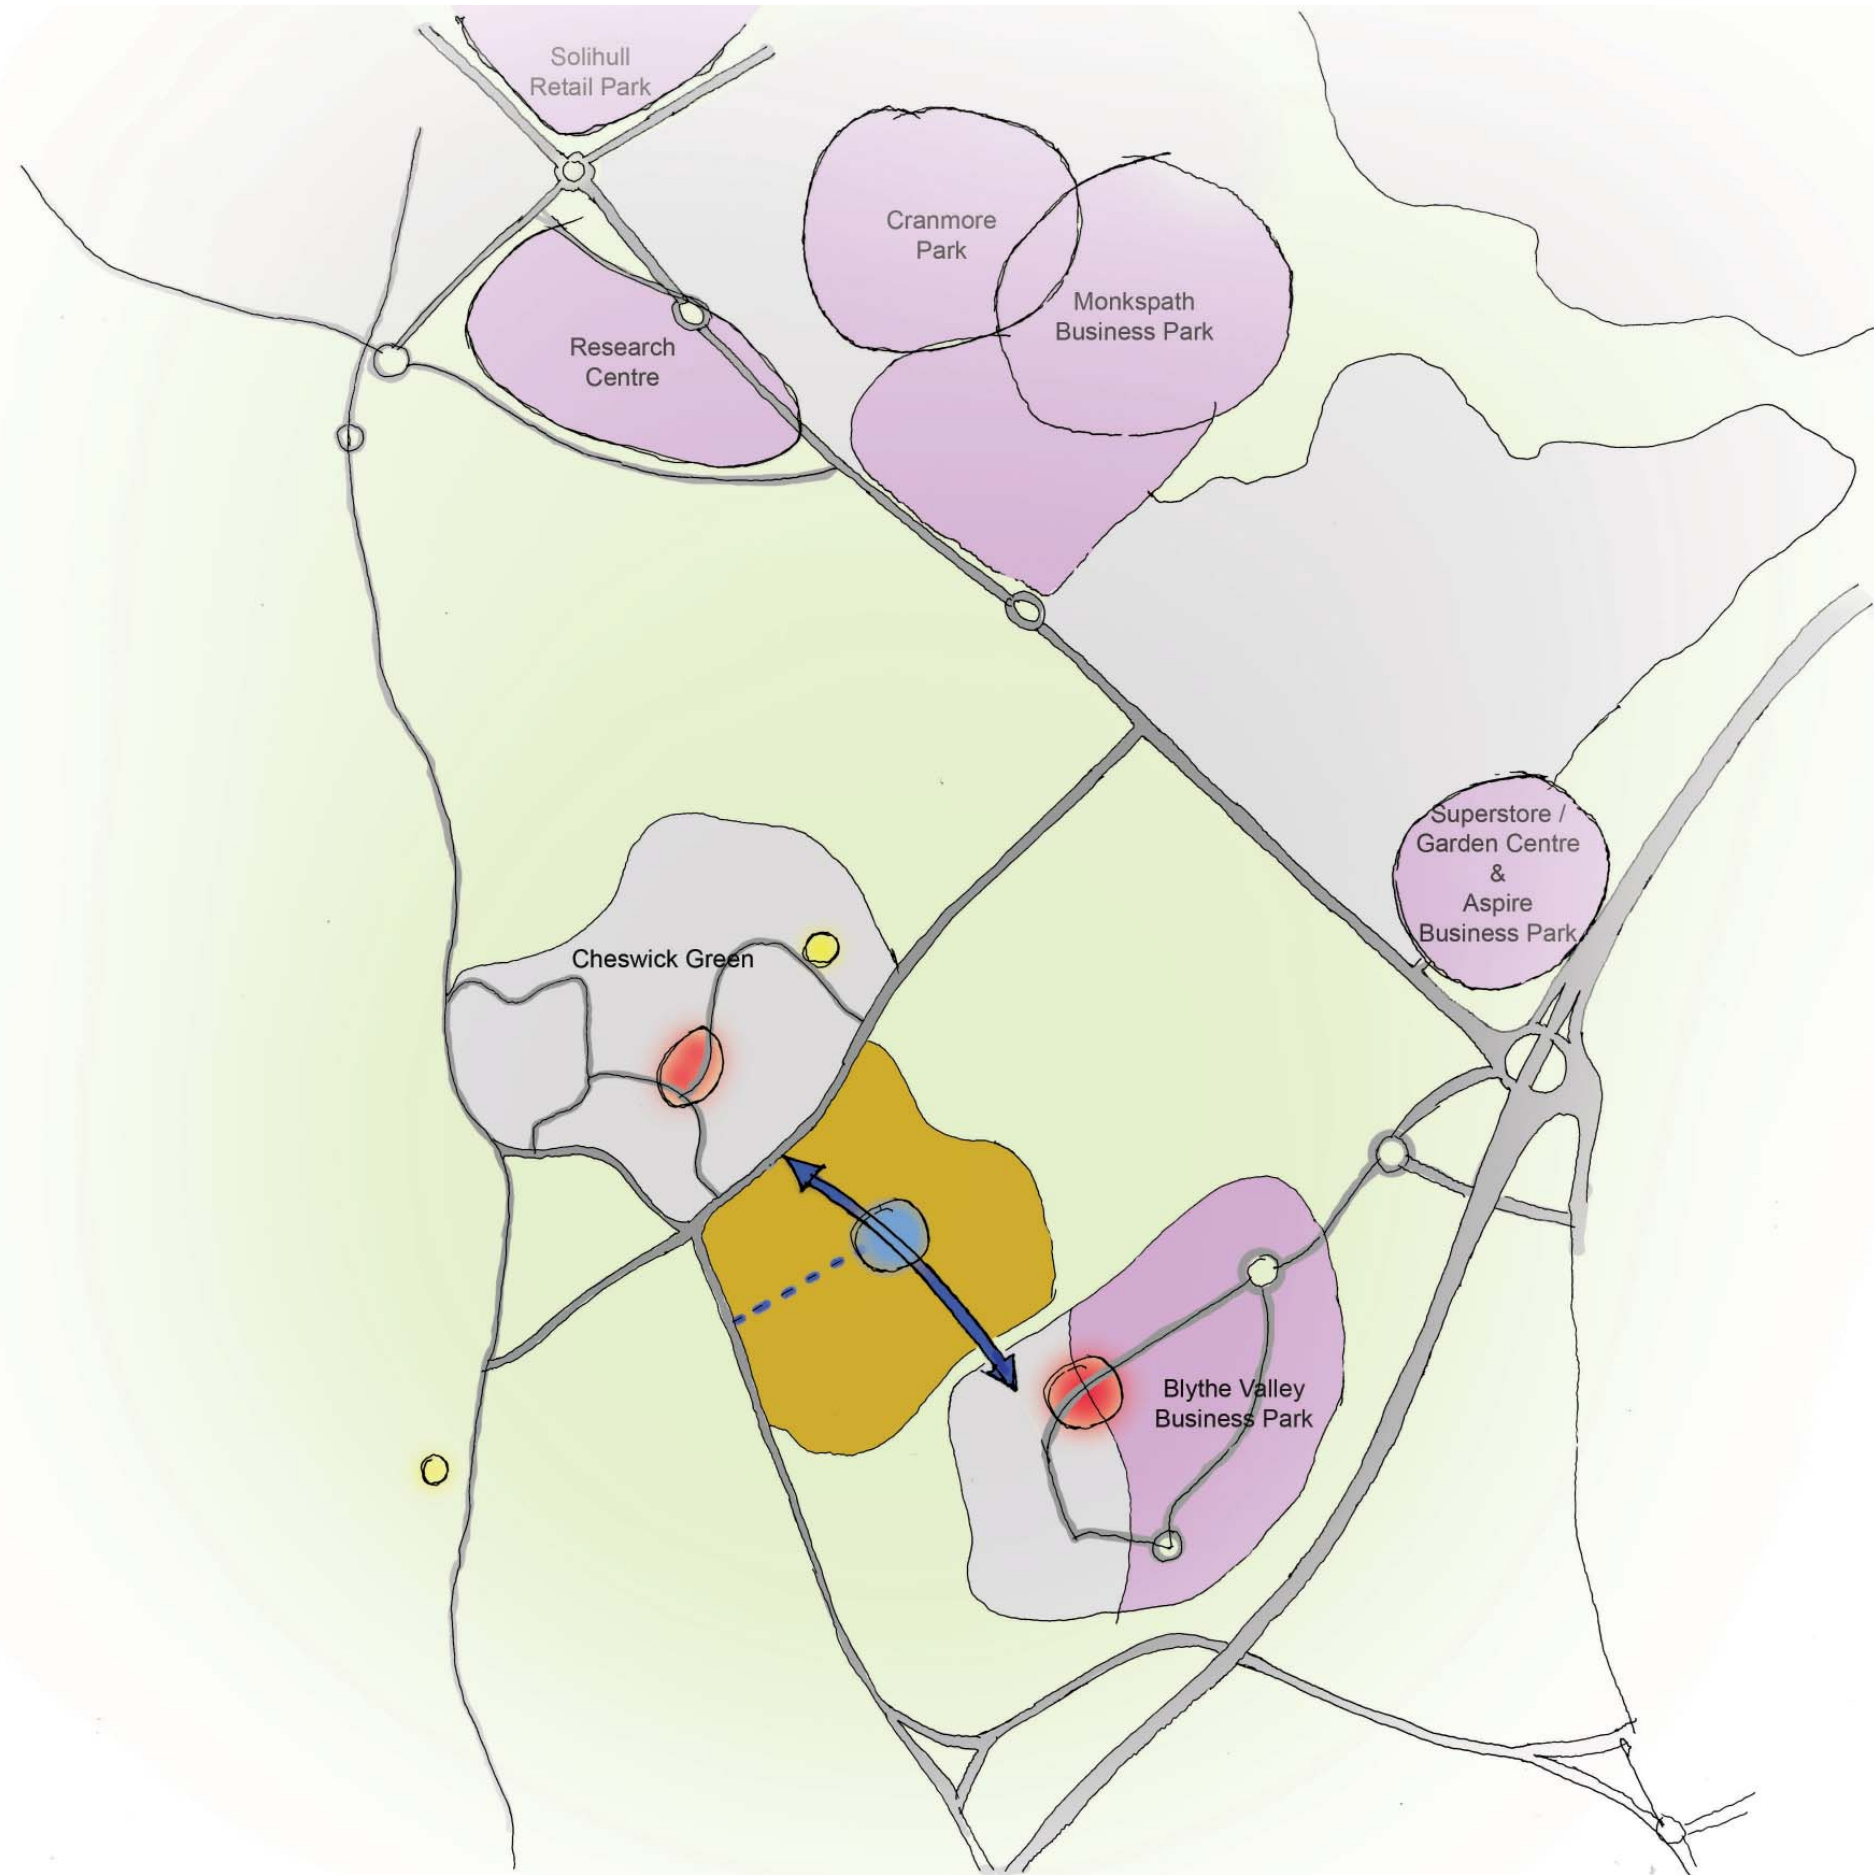 Solihull
Retail Park
Cranmore
Park
Monkspath
Business Park
Research
Centre
Superstore /
Garden Centre
&
Aspire
Business Park
Cheswick Green
Blythe Valley
Business Park